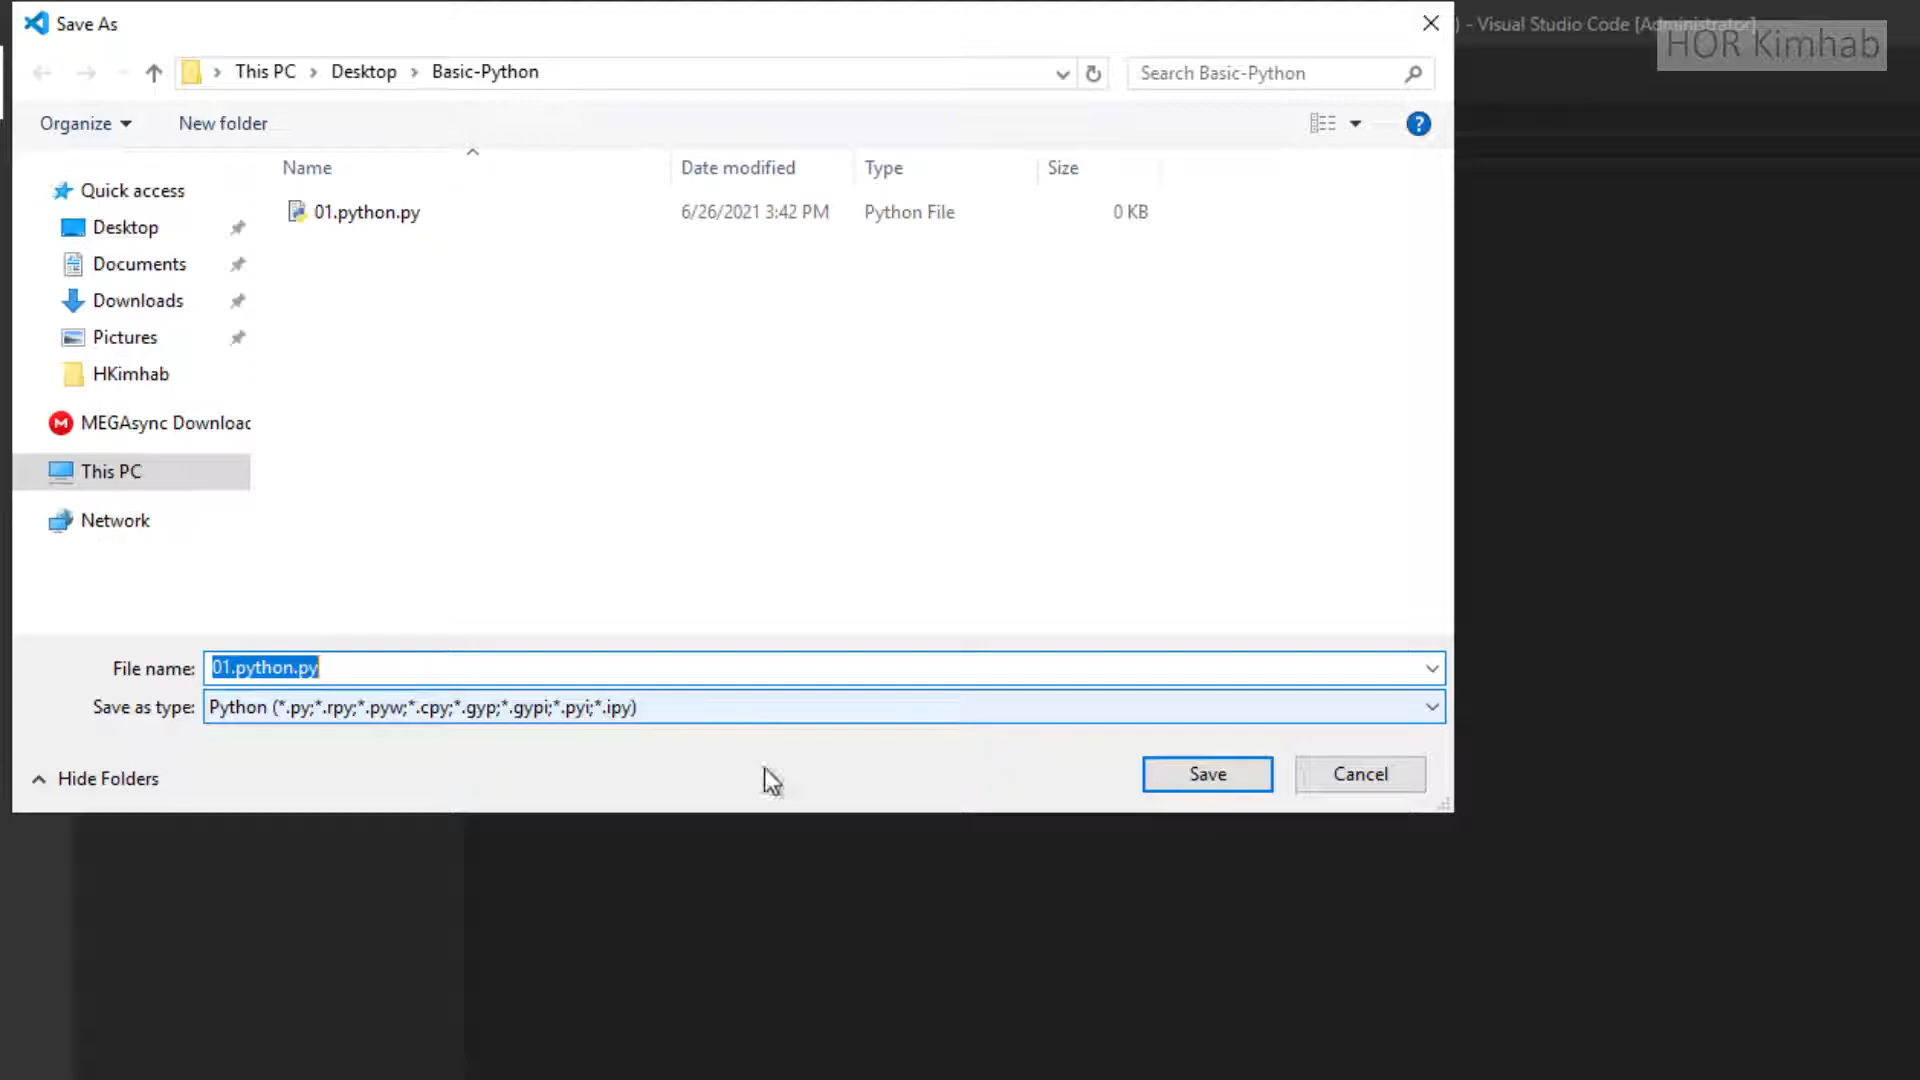 Save As
) - Visual Studio Code [Administrator]
HOR Kimhab
This PC > Desktop > Basic-Python
Search Basic-Python
Organize
New folder
?
Name
Date modified
Type
Size
01.python.py
6/26/2021 3:42 PM
Python File
0 KB
Quick access
Desktop
Documents
Downloads
Pictures
HKimhab
M
MEGAsync Downloac
This PC
Network
File name:
01.python.py
Save as type:
Python (*.py;*.rpy;*.pyw;*.cpy;*.gyp;*.gypi;*.pyi;*.ipy)
Hide Folders
Save
Cancel